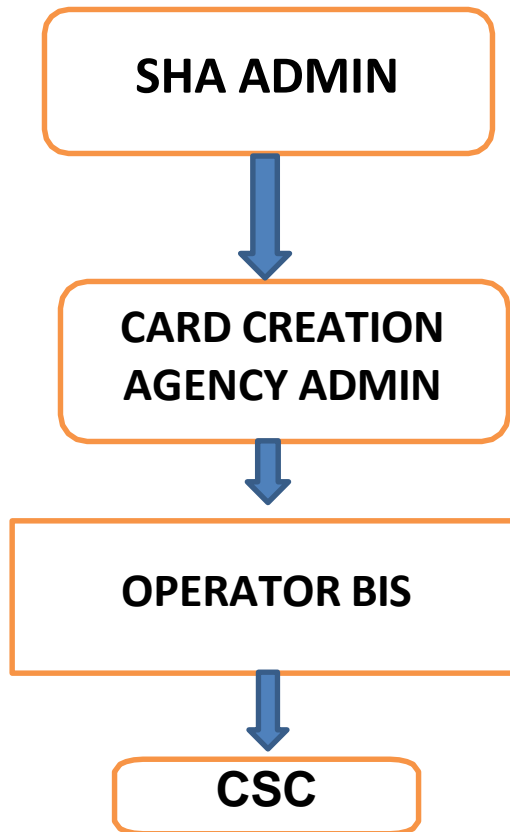 SHA ADMIN
CARD CREATION
AGENCY ADMIN
OPERATOR BIS
CSC